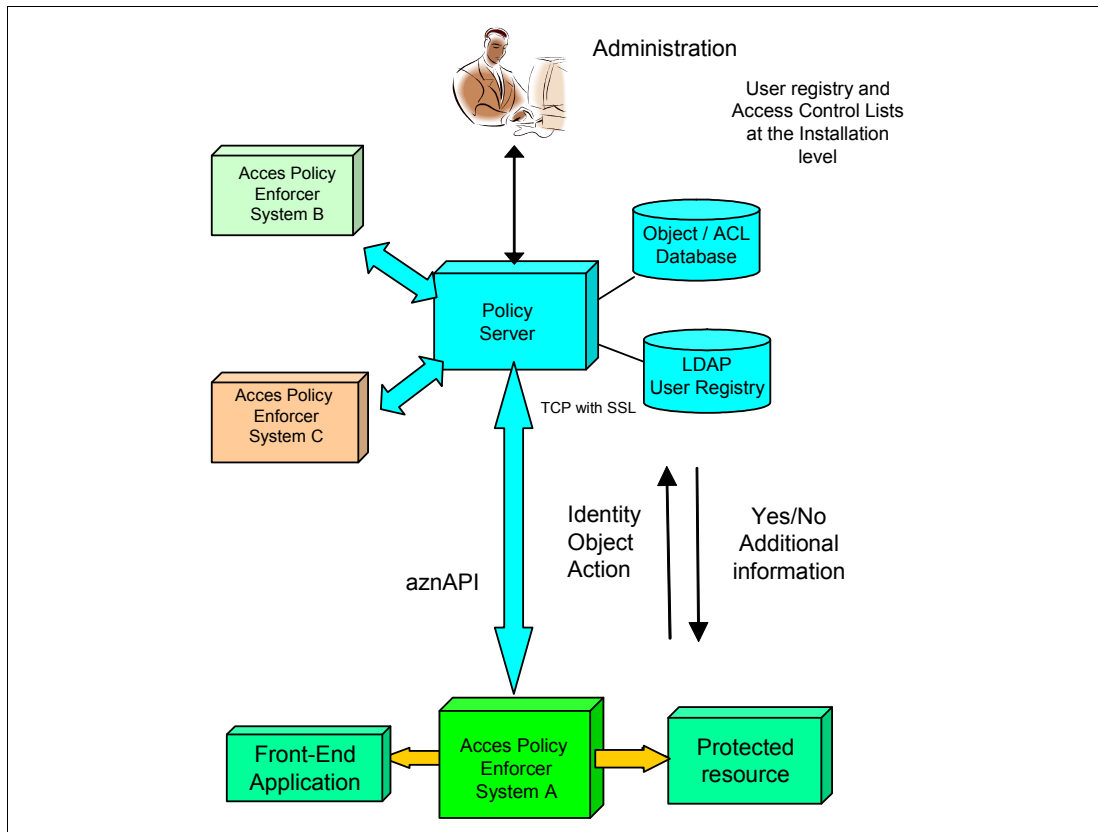 Administration
User registry and
Access Control Lists
at the Installation
level
Acces Policy
Enforcer
System B
Object / ACL
Database
Policy
Server
LDAP
User Registry
Acces Policy
Enforcer
System C
TCP with SSL
Identity
Object
Action
Yes/No
Additional
information
aznAPI
Front-End
Application
Acces Policy
Enforcer
System A
Protected
resource